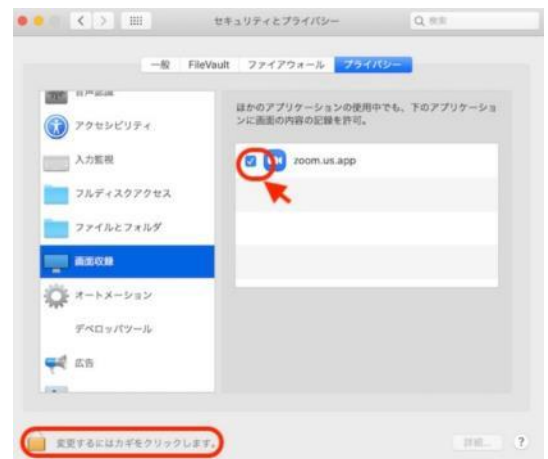 セキュリティとプライバシー
検索
一般 FileVault ファイアウォール プライバシー
音声認識
アクセシビリティ
入力監視
フルディスクアクセス
ファイルとフォルダ
画面収録
オートメーション
デベロッパツール
広告
ほかのアプリケーションの使用中でも、下のアプリケーショ
ンに画面の内容の記録を許可。
zoom.us.app
変更するにはカギをクリックします。
詳細...
?